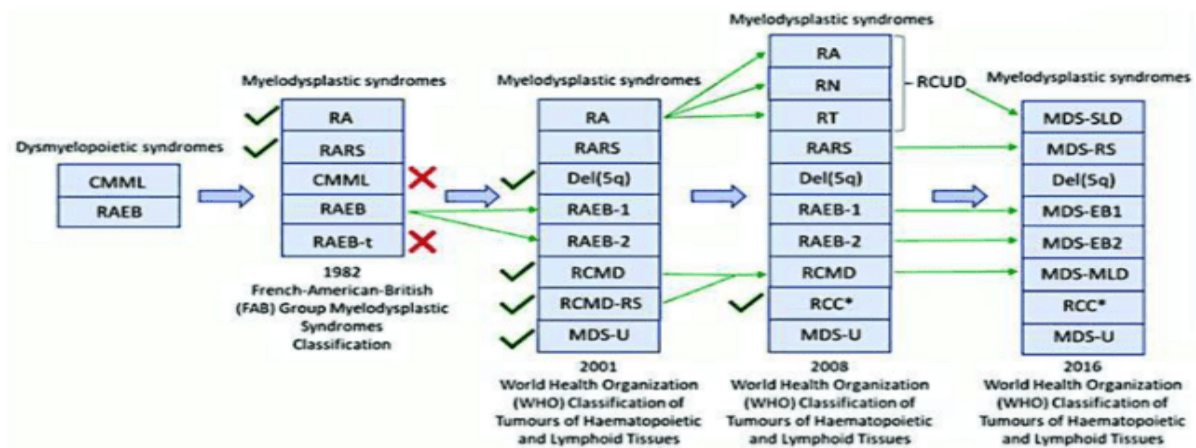 Dysmyelopoietic syndromes
CMML
RAEB
Myelodysplastic syndromes
RA
RARS
CMML
RAEB
RAEB-t
1982
French-American-British
(FAB) Group Myelodysplastic
Syndromes
Classification
Myelodysplastic syndromes
RA
RARS
Del(5q)
RAEB-1
RAEB-2
RCMD
RCMD-RS
MDS-U
2001
World Health Organization
(WHO) Classification of
Tumours of Haematopoietic
and Lymphoid Tissues
Myelodysplastic syndromes
RA
RN
RT
RCUD
RARS
Del(5q)
RAEB-1
RAEB-2
RCMD
RCC*
MDS-U
2008
World Health Organization
(WHO) Classification of
Tumours of Haematopoietic
and Lymphoid Tissues
Myelodysplastic syndromes
MDS-SLD
MDS-RS
Del(5q)
MDS-EB1
MDS-EB2
MDS-MLD
RCC*
MDS-U
2016
World Health Organization
(WHO) Classification of
Tumours of Haematopoietic
and Lymphoid Tissues